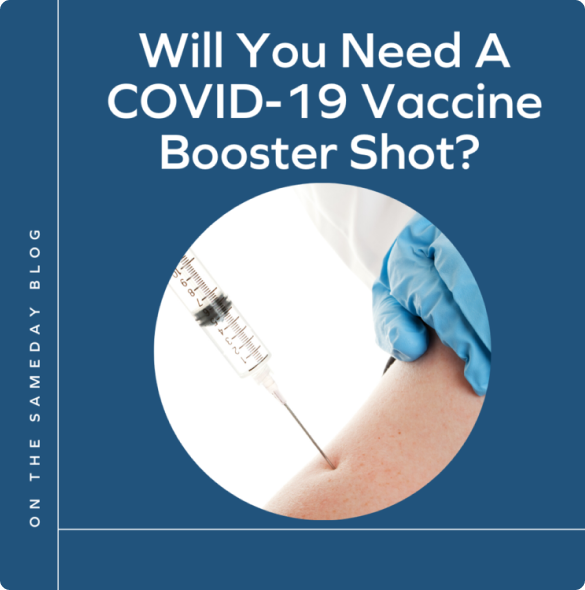 Will You Need A
COVID-19 Vaccine
Booster Shot?
ON THE SAMEDAY BLOG